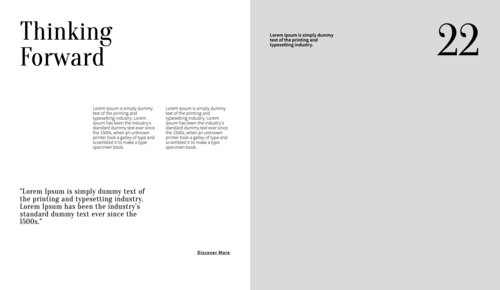 Thinking
Forward
Lorem Ipsum is simply dummy
text of the printing and
typesetting industry. Lorem
Ipsum has been the industry's
standard dummy text ever since
the 1500s, when an unknown
printer took a galley of type and
scrambled it to make a type
specimen book.
Lorem Ipsum is simply dummy
text of the printing and
typesetting industry. Lorem
Ipsum has been the industry's
standard dummy text ever since
the 1500s, when an unknown
printer took a galley of type and
scrambled it to make a type
specimen book.
"Lorem Ipsum is simply dummy text of
the printing and typesetting industry.
Lorem Ipsum has been the industry's
standard dummy text ever since the
1500s."
Discover More
Lorem Ipsum is simply dummy
text of the printing and
typesetting industry.
22